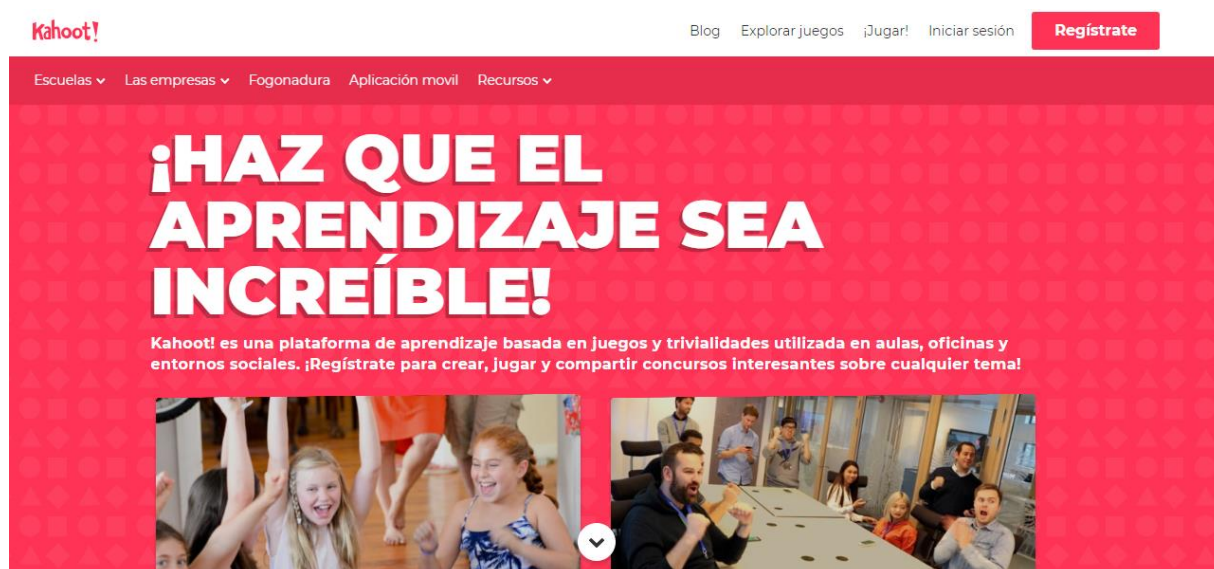 Kahoot!
Blog Explorar juegos ¡Jugar! Iniciar sesión Regístrate
Escuelas Las empresas Fogonadura Aplicación movil Recursos
¡HAZ QUE EL
APRENDIZAJE SEA
INCREÍBLE!
Kahoot! es una plataforma de aprendizaje basada en juegos y trivialidades utilizada en aulas, oficinas y
entornos sociales. ¡Regístrate para crear, jugar y compartir concursos interesantes sobre cualquier tema!